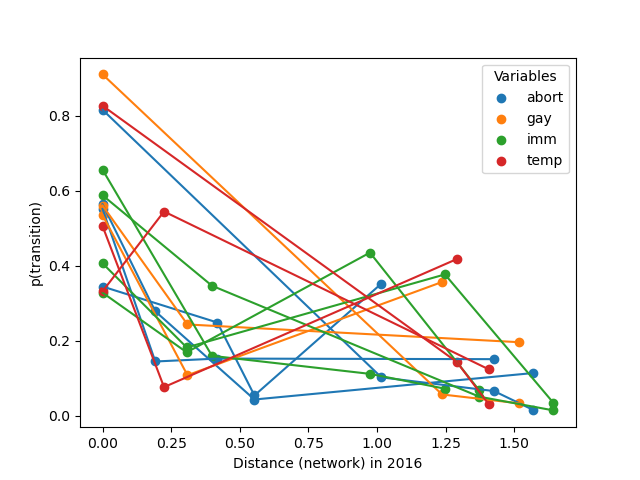 Variables
abort
gay
imm
temp
p(transition)
0.8
0.6
0.4
0.2
0.0
0.00 0.25 0.50 0.75 1.00 1.25 1.50
Distance (network) in 2016